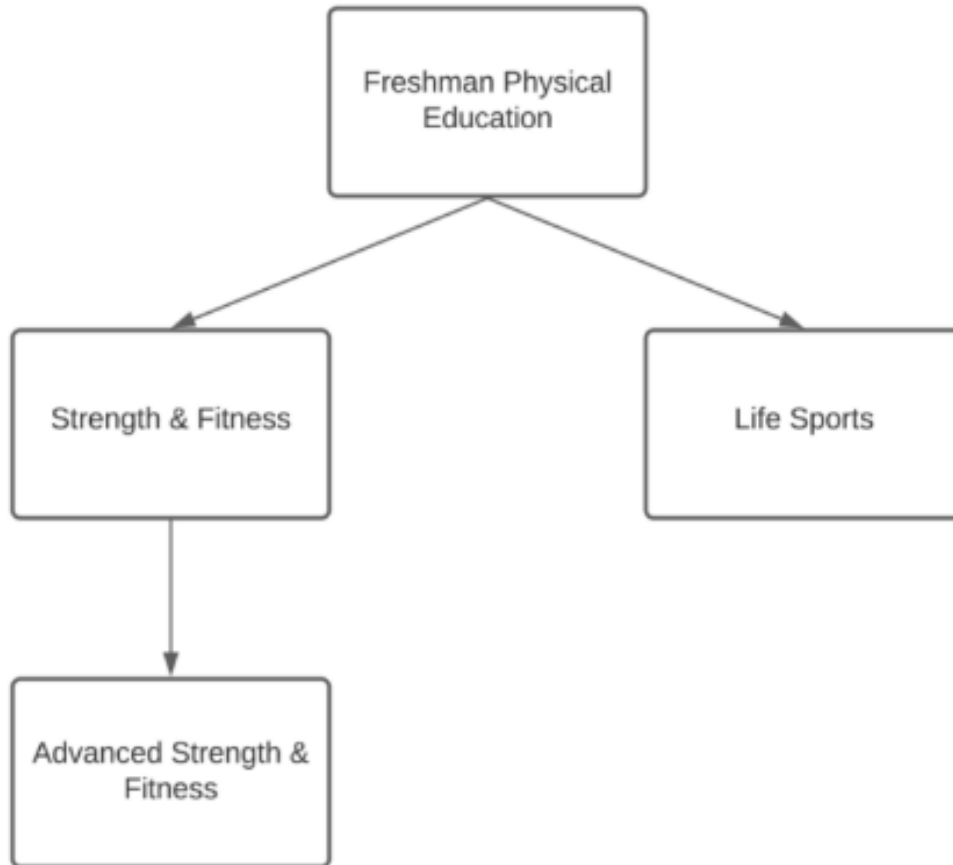 Freshman Physical
Education
Strength & Fitness
Life Sports
Advanced Strength &
Fitness